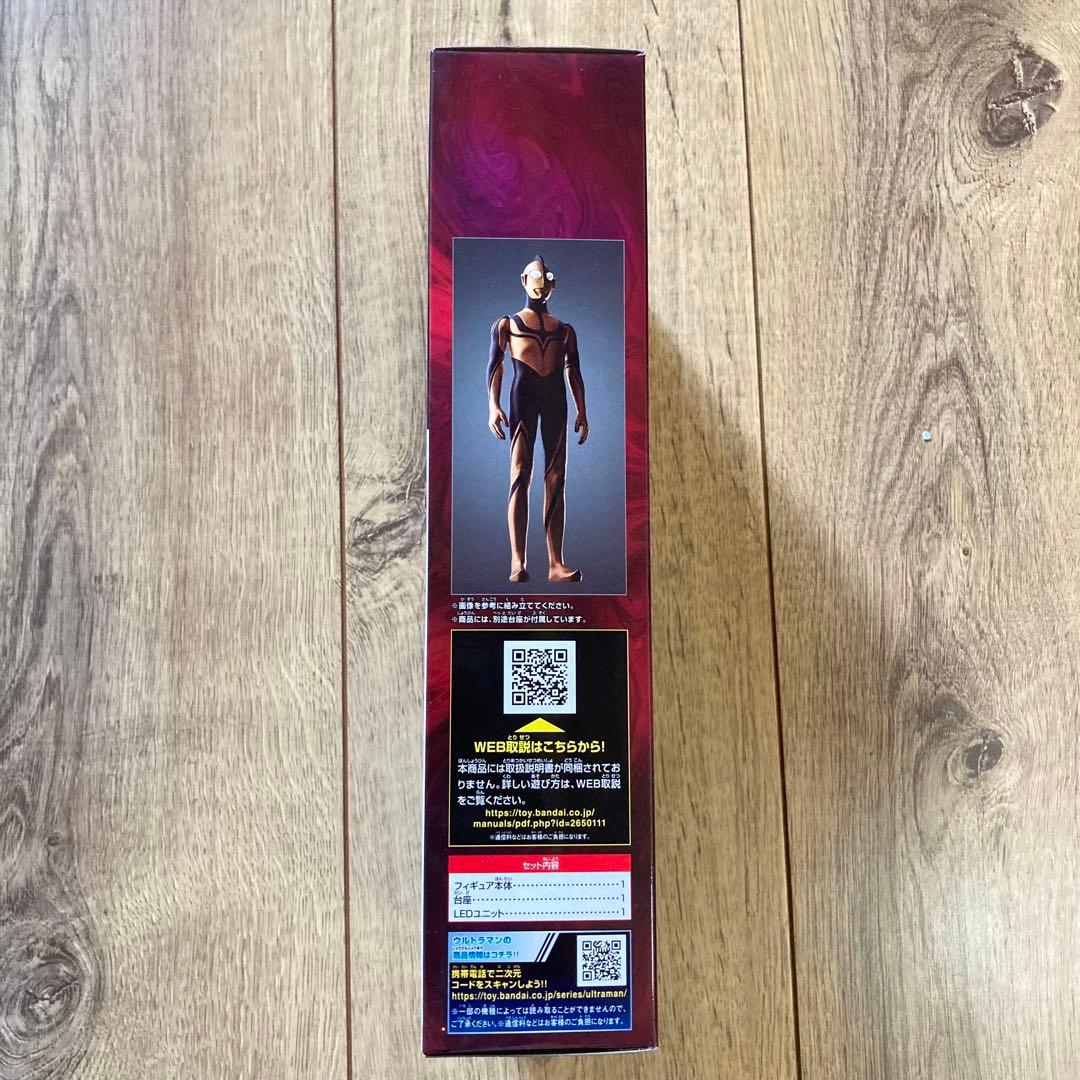 ※画像を参考に組み立ててください。
※商品には、別途台座が付属しています。
WEB取説はこちらから!
本商品には取扱説明書が同梱されてお
りません。詳しい遊び方は、WEB取説
をご覧ください。
https://toy.bandai.co.jp/
manuals/pdf.php?id=2650111
※通信料などはお客様のご負担になります。
セット内容
フィギュア本体・・・・・・・・・・・・・・・・・・・・・・・・1
台座・・・・・・・・・・・・・・・・・・・・・・・・・・・・・・・・・1
LEDユニット・・・・・・・・・・・・・・・・・・・・・・・・・・1
ウルトラマンの
商品情報はコチラ!!
携帯電話で二次元
コードをスキャンしよう!!
https://toy.bandai.co.jp/series/ultraman/
※一部の機種によっては読み取ることができませんので、
ご了承ください。※通信料などはお客様のご負担になります。